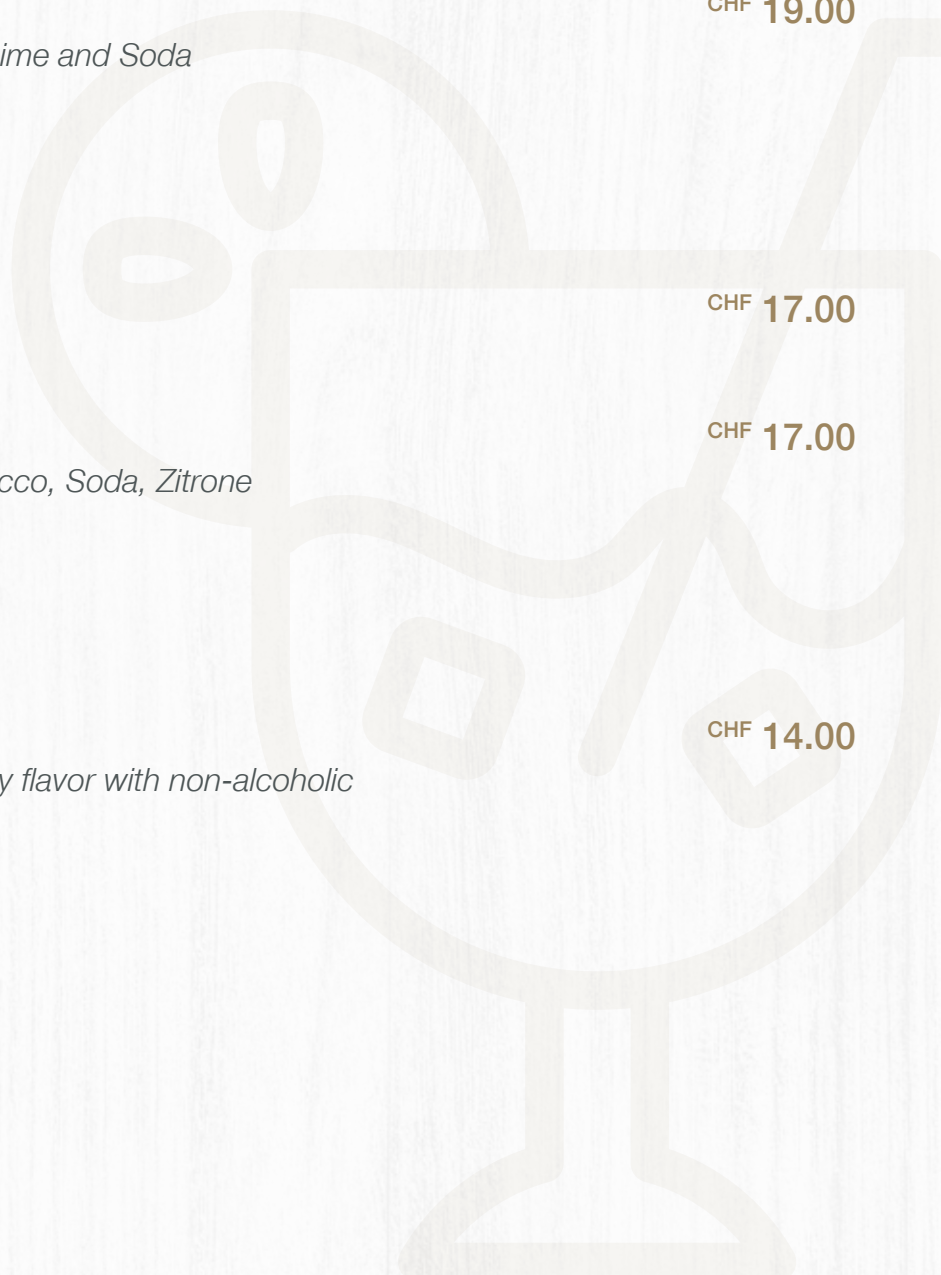 CHF 19.00
ime and Soda
CHF 17.00
CHF 17.00
cco, Soda, Zitrone
CHF 14.00
y flavor with non-alcoholic